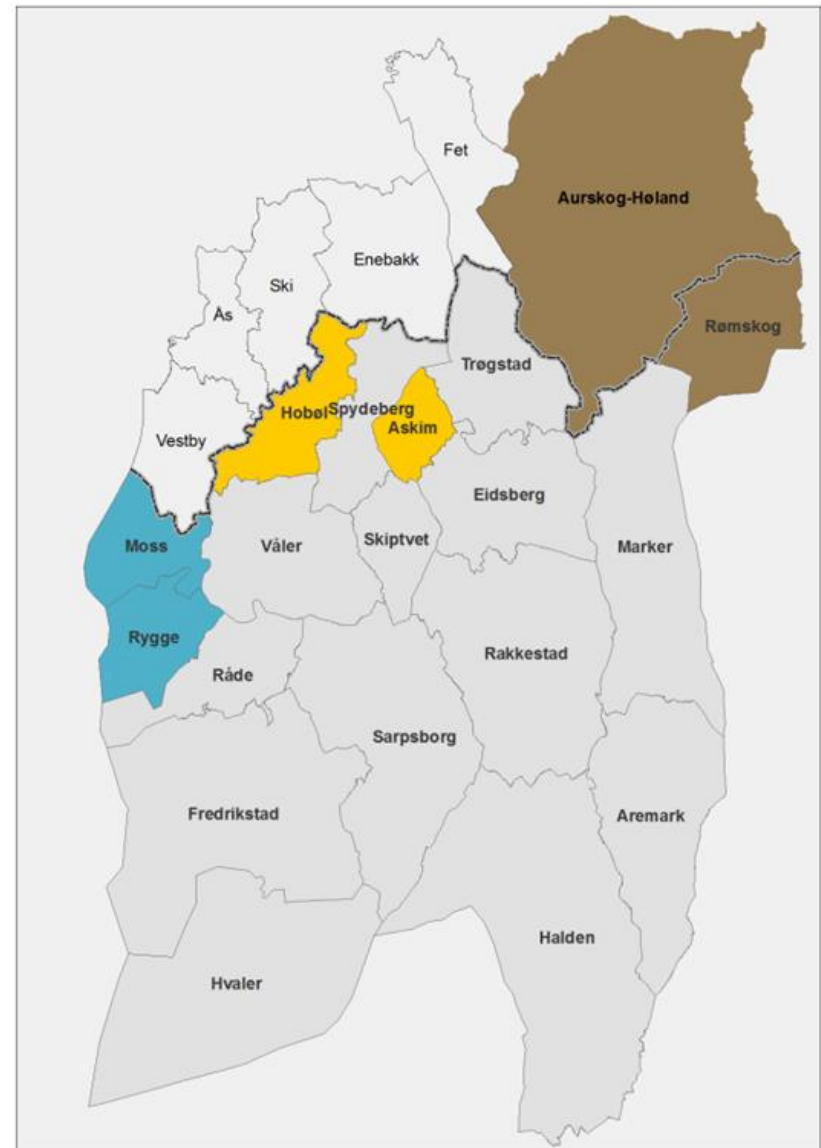 Fet
Aurskog-Høland
Enebakk
Ski
Ås
Rømskog
Trøgstad
Hobøl
Spydeberg
Askim
Vestby
Eidsberg
Moss
Våler
Skiptvet
Marker
Rygge
Rakkestad
Råde
Sarpsborg
Fredrikstad
Aremark
Halden
Hvaler